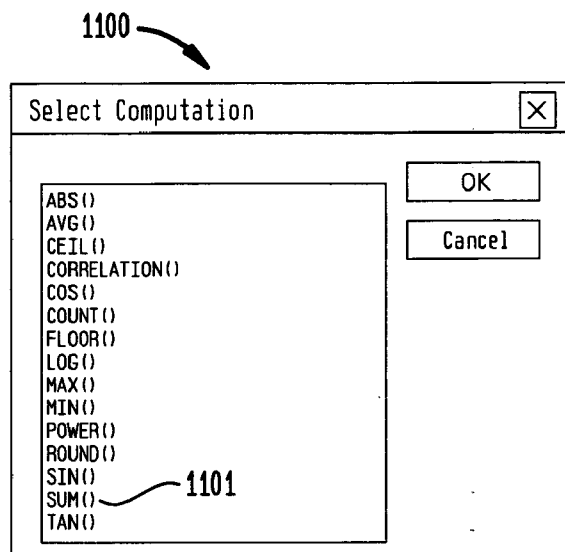 1100
Select Computation
OK
Cancel
ABS()
AVG()
CEIL()
CORRELATION()
COS()
COUNT()
FLOOR()
LOG()
MAX()
MIN()
POWER()
ROUND()
SIN()
SUM() 1101
TAN()